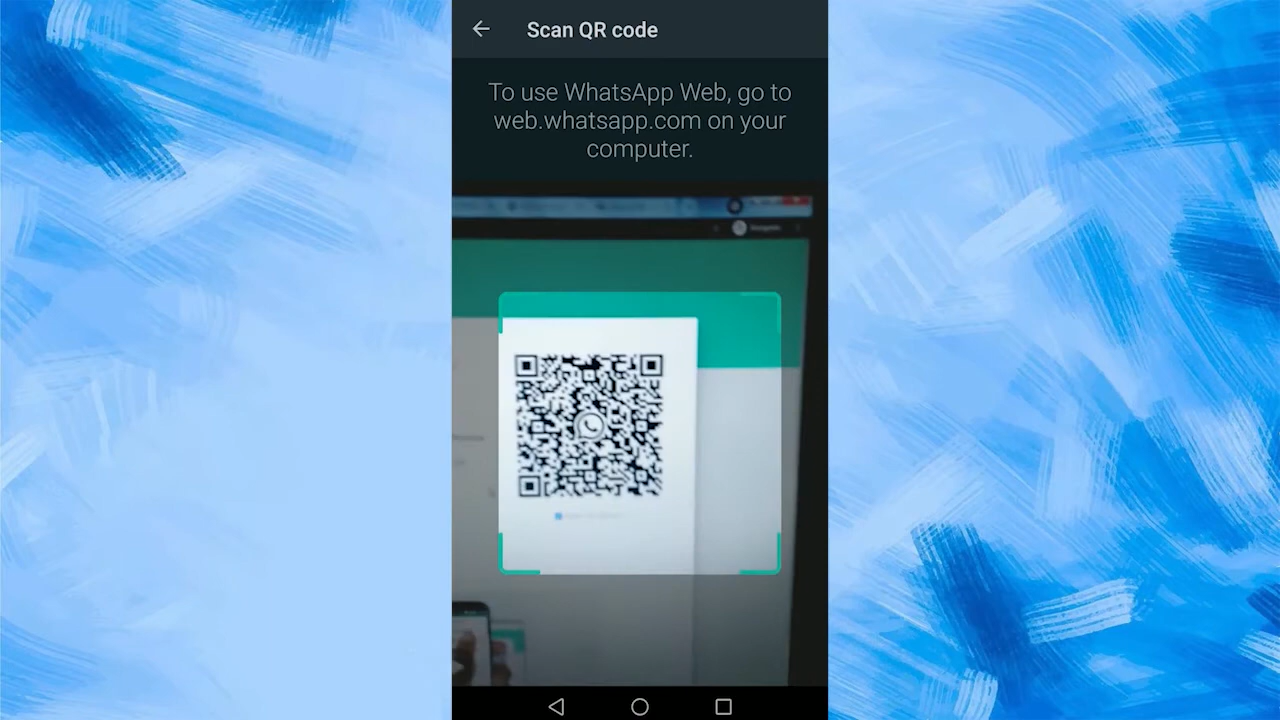 Scan QR code
To use WhatsApp Web, go to
web.whatsapp.com on your
computer.